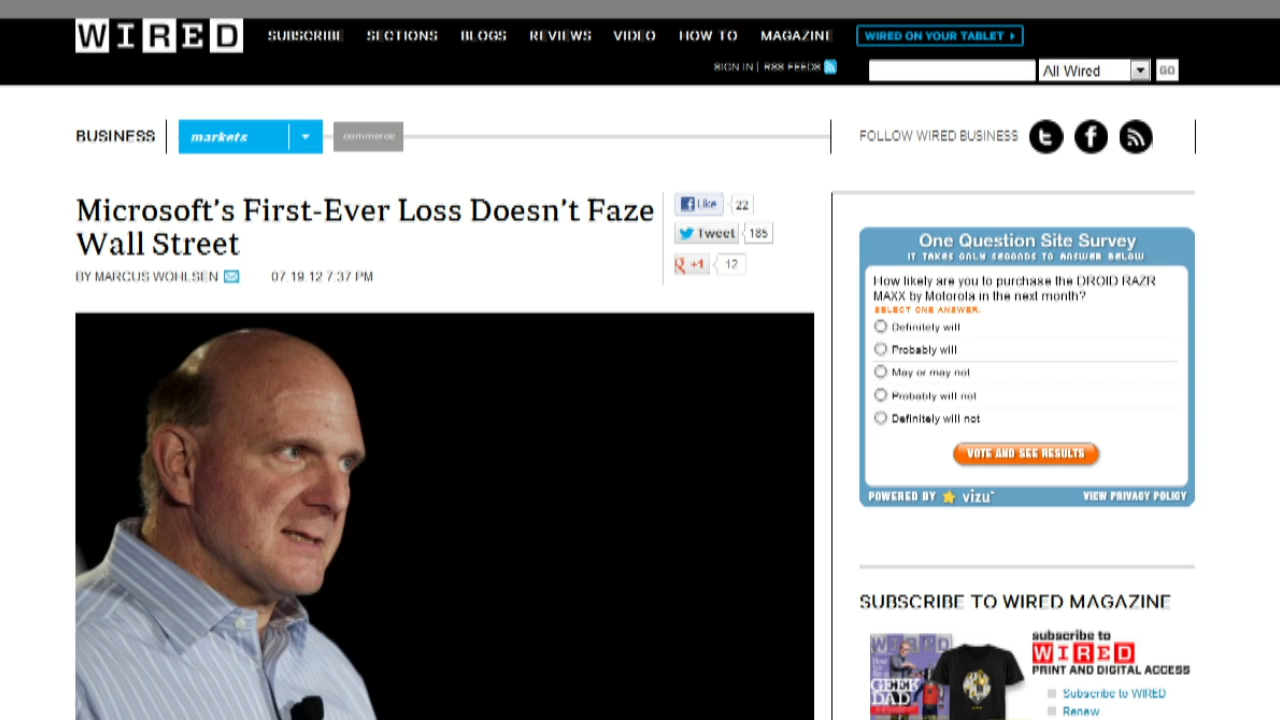 WIRED
SUBSCRIBE SECTIONS BLOGS REVIEWS VIDEO HOW TO MAGAZINE WIRED ON YOUR TABLET
SIGN IN | RSS FEEDS All Wired GO
BUSINESS markets commerce FOLLOW WIRED BUSINESS
Microsoft's First-Ever Loss Doesn't Faze
Wall Street
BY MARCUS WOHLSEN 07.19.12 7:37 PM
Like 22
Tweet 185
+1 12
One Question Site Survey
IT TAKES ONLY SECONDS TO ANSWER BELOW
How likely are you to purchase the DROID RAZR
MAXX by Motorola in the next month?
SELECT ONE ANSWER:
Definitely will
Probably will
May or may not
Probably will not
Definitely will not
VOTE AND SEE RESULTS
POWERED BY vizu VIEW PRIVACY POLICY
SUBSCRIBE TO WIRED MAGAZINE
WIRED
GEEK
DAD
subscribe to
WIRED
PRINT AND DIGITAL ACCESS
Subscribe to WIRED
Renew